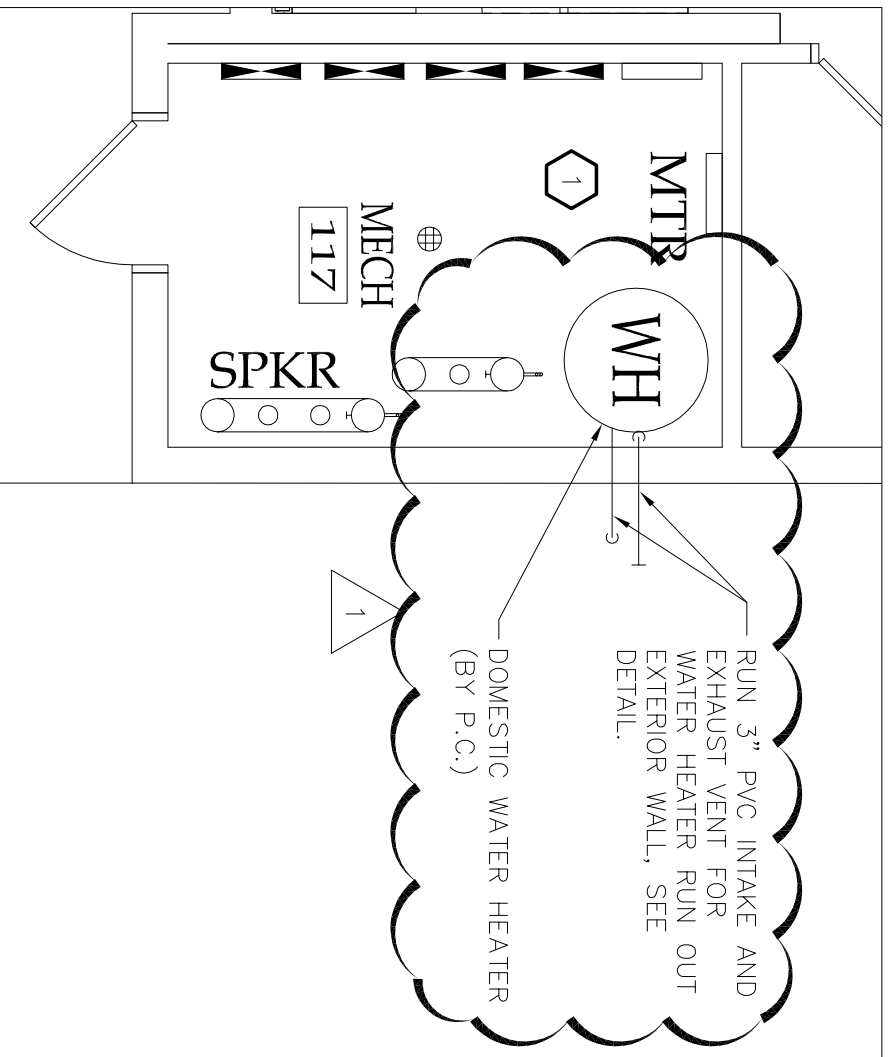 MTR
1
MECH
117
WH
SPKR
RUN 3" PVC INTAKE AND
EXHAUST VENT FOR
WATER HEATER RUN OUT
EXTERIOR WALL, SEE
DETAIL.
DOMESTIC WATER HEATER
(BY P.C.)
1